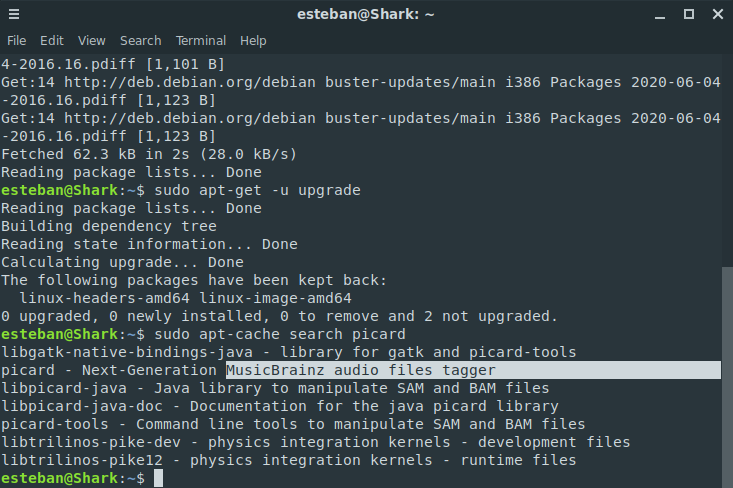 esteban@Shark: ~
File Edit View Search Terminal Help
4-2016.16.pdiff [1,101 B]
Get:14 http://deb.debian.org/debian buster-updates/main i386 Packages 2020-06-04
-2016.16.pdiff [1,123 B]
Get:14 http://deb.debian.org/debian buster-updates/main i386 Packages 2020-06-04
-2016.16.pdiff [1,123 B]
Fetched 62.3 kB in 2s (28.0 kB/s)
Reading package lists... Done
esteban@Shark:~$ sudo apt-get -u upgrade
Reading package lists... Done
Building dependency tree
Reading state information... Done
Calculating upgrade... Done
The following packages have been kept back:
  linux-headers-amd64 linux-image-amd64
0 upgraded, 0 newly installed, 0 to remove and 2 not upgraded.
esteban@Shark:~$ sudo apt-cache search picard
libgatk-native-bindings-java - library for gatk and picard-tools
picard - Next-Generation MusicBrainz audio files tagger
libpicard-java - Java library to manipulate SAM and BAM files
libpicard-java-doc - Documentation for the java picard library
picard-tools - Command line tools to manipulate SAM and BAM files
libtrilinos-pike-dev - physics integration kernels - development files
libtrilinos-pike12 - physics integration kernels - runtime files
esteban@Shark:~$